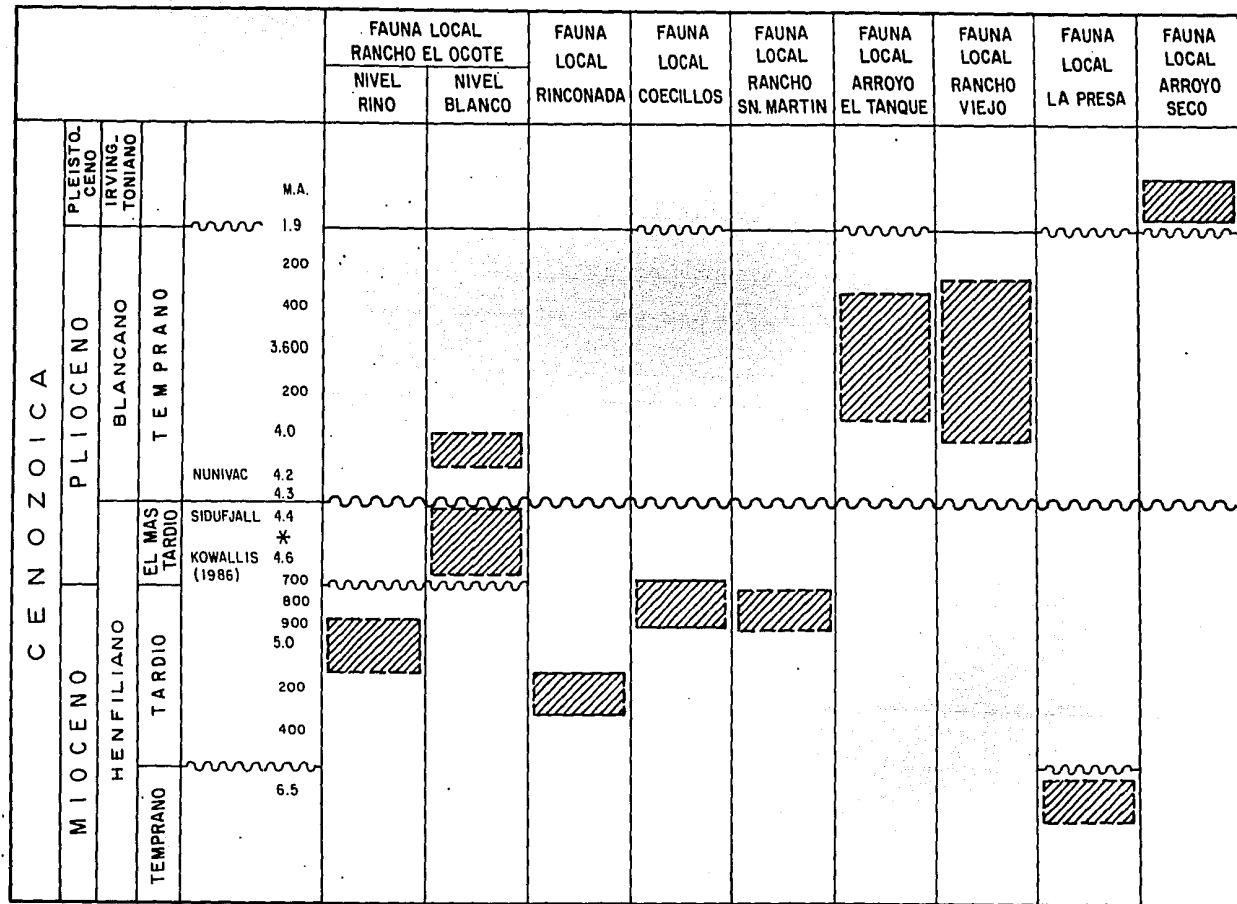 FAUNA LOCAL
RANCHO EL OCOTE
NIVEL
RINO
NIVEL
BLANCO
FAUNA
LOCAL
RINCONADA
FAUNA
LOCAL
COECILLOS
FAUNA
LOCAL
RANCHO
SN. MARTIN
FAUNA
LOCAL
ARROYO
EL TANQUE
FAUNA
LOCAL
RANCHO
VIEJO
FAUNA
LOCAL
LA PRESA
FAUNA
LOCAL
ARROYO
SECO
CENOZOICA
PLEISTO-
CENO
PLIOCENO
MIOCENO
IRVING-
TONIANO
BLANCANO
HENFILIANO
TEMPRANO
EL MAS
TARDIO
TARDIO
TEMPRANO
M.A.
1.9
200
400
3.600
200
4.0
NUNIVAC 4.2
4.3
SIDUFJALL 4.4
*
KOWALLIS 4.6
(1986)
700
800
900
5.0
200
400
6.5